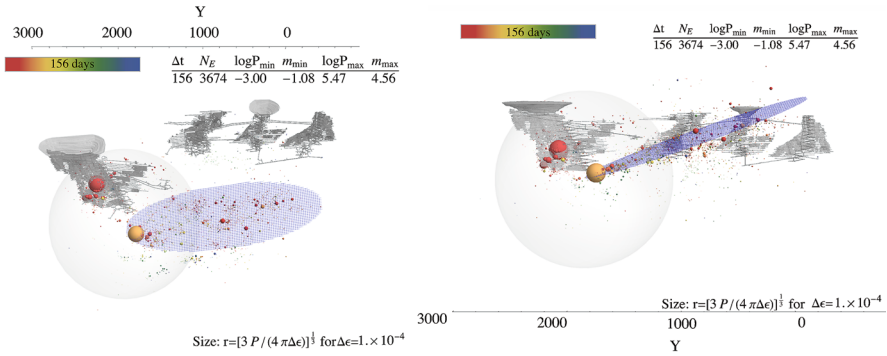 Y
3000 2000 1000 0
156 days
Δt N_E logP_min m_min logP_max m_max
156 3674 −3.00 −1.08 5.47 4.56
Size: r=[3 P/(4 πΔϵ)]^{1/3} forΔϵ=1.×10^{-4}
156 days
Δt N_E logP_min m_min logP_max m_max
156 3674 −3.00 −1.08 5.47 4.56
Size: r=[3 P/(4 πΔϵ)]^{1/3} for Δϵ=1.×10^{-4}
3000 2000 1000 0
Y